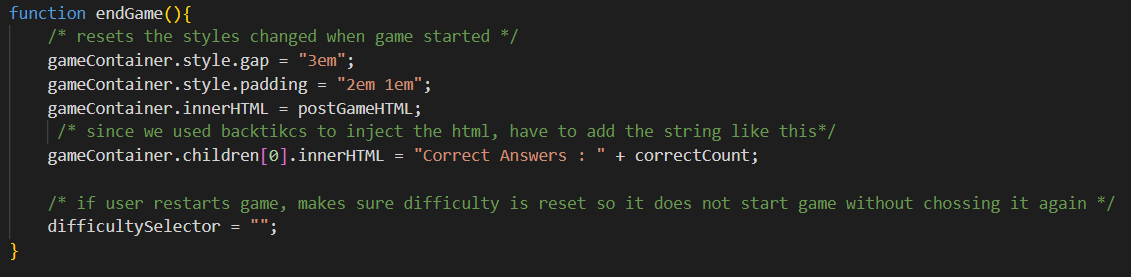 function endGame(){
/* resets the styles changed when game started */
gameContainer.style.gap = "3em";
gameContainer.style.padding = "2em 1em";
gameContainer.innerHTML = postGameHTML;
/* since we used backtikcs to inject the html, have to add the string like this*/
gameContainer.children[0].innerHTML = "Correct Answers : " + correctCount;
/* if user restarts game, makes sure difficulty is reset so it does not start game without chossing it again */
difficultySelector = "";
}